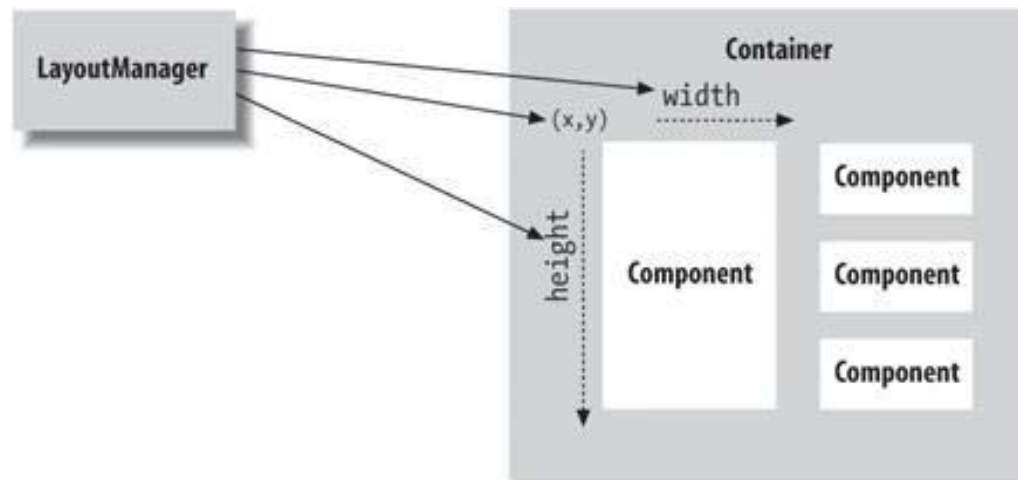 LayoutManager
Container
width
(x,y)
height
Component
Component
Component
Component